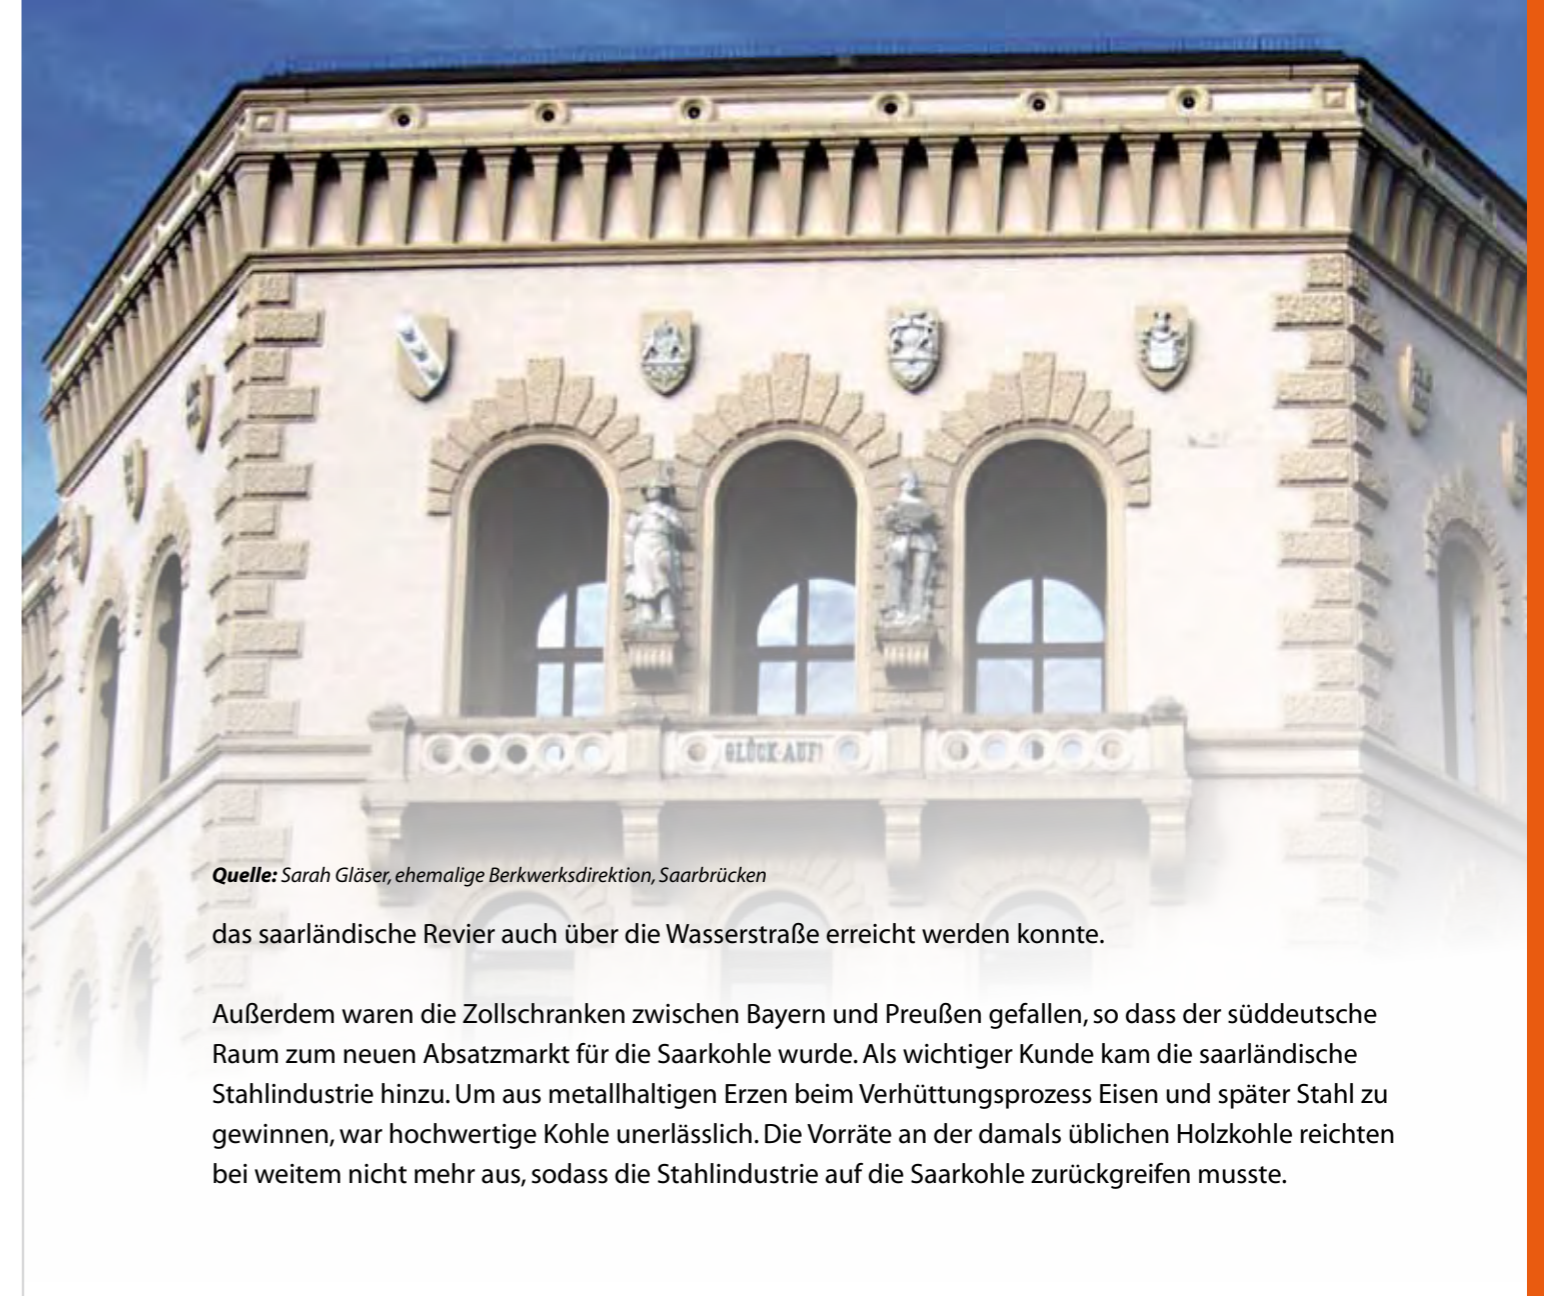 GLÜCK-AUF!
Quelle: Sarah Gläser, ehemalige Berkwerksdirektion, Saarbrücken
das saarländische Revier auch über die Wasserstraße erreicht werden konnte.
Außerdem waren die Zollschranken zwischen Bayern und Preußen gefallen, so dass der süddeutsche
Raum zum neuen Absatzmarkt für die Saarkohle wurde. Als wichtiger Kunde kam die saarländische
Stahlindustrie hinzu. Um aus metallhaltigen Erzen beim Verhüttungsprozess Eisen und später Stahl zu
gewinnen, war hochwertige Kohle unerlässlich. Die Vorräte an der damals üblichen Holzkohle reichten
bei weitem nicht mehr aus, sodass die Stahlindustrie auf die Saarkohle zurückgreifen musste.